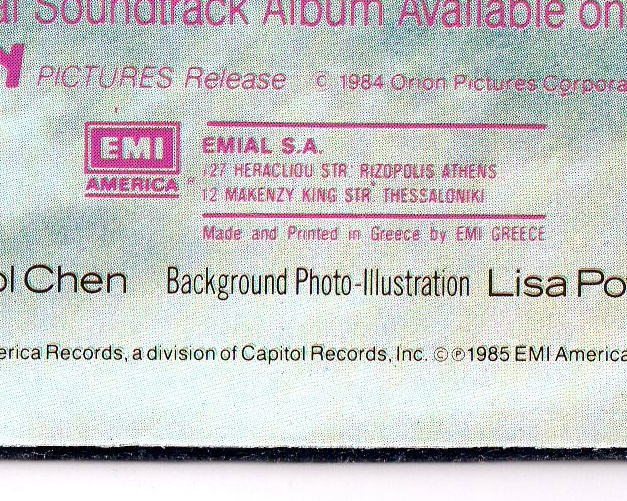 al Soundtrack Album Available on
PICTURES Release © 1984 Orion Pictures Corpora
EMI
AMERICA
EMIAL S.A.
127 HERACLIOU STR. RIZOPOLIS ATHENS
12 MAKENZY KING STR. THESSALONIKI
Made and Printed in Greece by EMI GREECE
ol Chen Background Photo-Illustration Lisa Po
erica Records, a division of Capitol Records, Inc. ©℗1985 EMI America